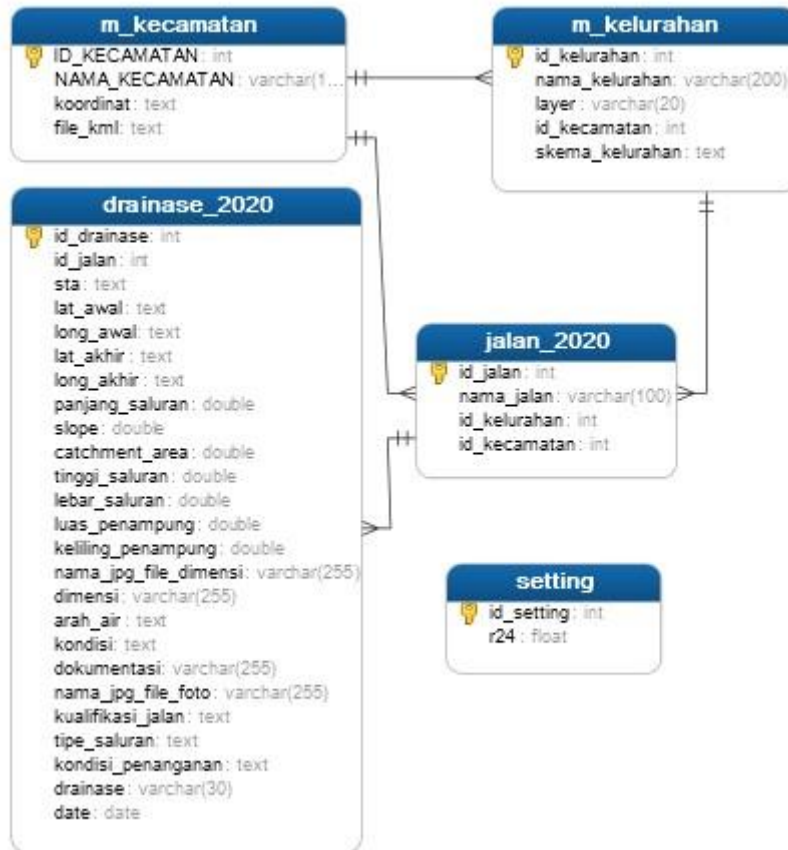 m_kecamatan
ID_KECAMATAN: int
NAMA_KECAMATAN: varchar(1...
koordinat: text
file_kml: text
m_kelurahan
id_kelurahan: int
nama_kelurahan: varchar(200)
layer: varchar(20)
id_kecamatan: int
skema_kelurahan: text
drainase_2020
id_drainase: int
id_jalan: int
sta: text
lat_awal: text
long_awal: text
lat_akhir: text
long_akhir: text
panjang_saluran: double
slope: double
catchment_area: double
tinggi_saluran: double
lebar_saluran: double
luas_penampung: double
keliling_penampung: double
nama_jpg_file_dimensi: varchar(255)
dimensi: varchar(255)
arah_air: text
kondisi: text
dokumentasi: varchar(255)
nama_jpg_file_foto: varchar(255)
kualifikasi_jalan: text
tipe_saluran: text
kondisi_penanganan: text
drainase: varchar(30)
date: date
jalan_2020
id_jalan: int
nama_jalan: varchar(100)
id_kelurahan: int
id_kecamatan: int
setting
id_setting: int
r24: float